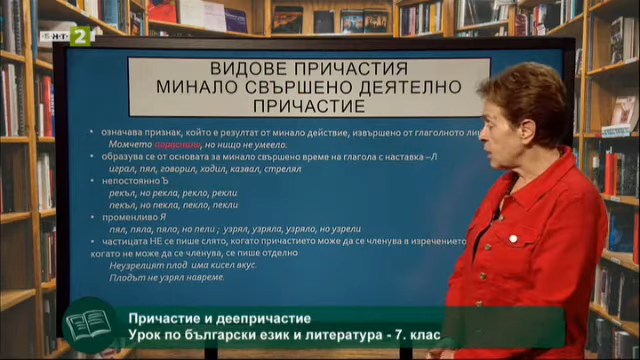 БНТ 2
ВИДОВЕ ПРИЧАСТИЯ
МИНАЛО СВЪРШЕНО ДЕЯТЕЛНО
ПРИЧАСТИЕ
• означава признак, който е резултат от минало действие, извършено от глаголното ли
Момчето пораснало, но нищо не умеело.
• образува се от основата за минало свършено време на глагола с наставка –Л
играл, пял, говорил, ходил, казвал, стрелял
• непостоянно Ъ
рекъл, но рекла, рекло, рекли
пекъл, но пекла, пекло, пекли
• променливо Я
пял, пяла, пяло, но пели ; узрял, узряла, узряло, но узрели
• частицата НЕ се пише слято, когато причастието може да се членува в изречението
когато не може да се членува, се пише отделно
Неузрелият плод има кисел вкус.
Плодът не узрял навреме.
Причастие и деепричастие
Урок по български език и литература - 7. клас